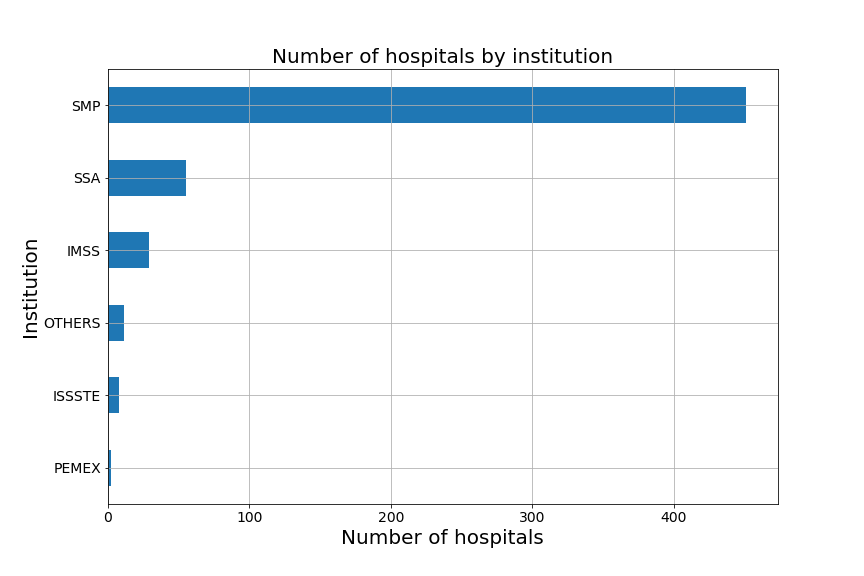 Number of hospitals by institution
SMP
SSA
IMSS
OTHERS
ISSSTE
PEMEX
Institution
0 100 200 300 400
Number of hospitals